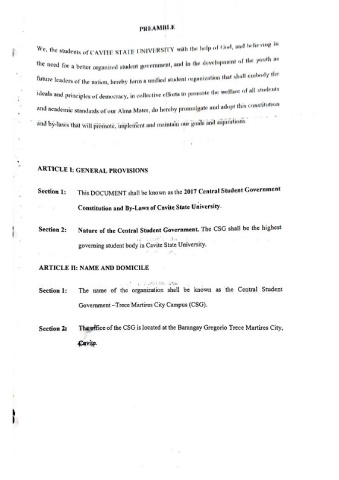 PREAMBLE
We, the students of CAVITE STATE UNIVERSITY with the help of God, and believing in
the need for a better organized student government, and in the development of the youth as
future leaders of the nation, hereby form a unified student organization that shall embody the
ideals and principles of democracy, in collective efforts to promote the welfare of all students
and academic standards of our Alma Mater, do hereby promulgate and adopt this constitution
and by-laws that will promote, implement and maintain our goals and aspirations.
ARTICLE I: GENERAL PROVISIONS
Section 1: This DOCUMENT shall be known as the 2017 Central Student Government
Constitution and By-Laws of Cavite State University.
Section 2: Nature of the Central Student Government. The CSG shall be the highest
governing student body in Cavite State University.
ARTICLE II: NAME AND DOMICILE
Section 1: The name of the organization shall be known as the Central Student
Government –Trece Martires City Campus (CSG).
Section 2: The office of the CSG is located at the Barangay Gregorio Trece Martires City,
Cavite.